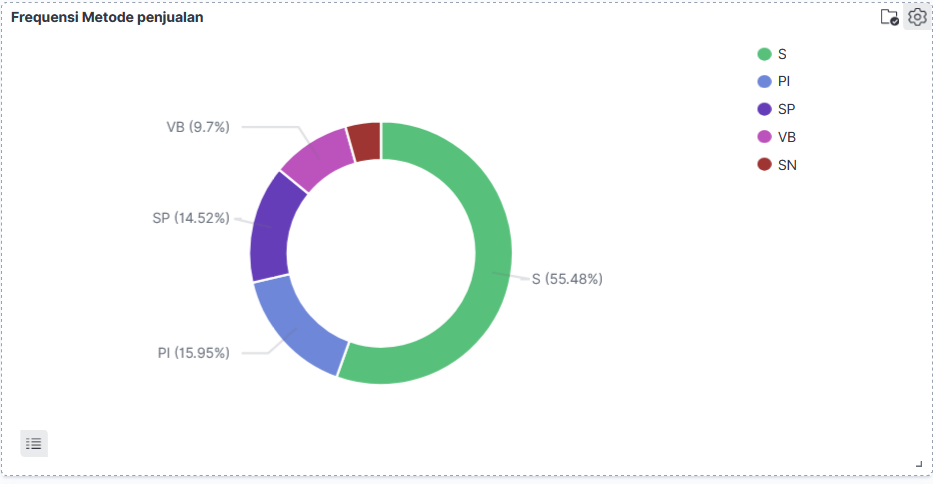 Frequensi Metode penjualan
S
PI
SP
VB
SN
VB (9.7%)
SP (14.52%)
S (55.48%)
PI (15.95%)